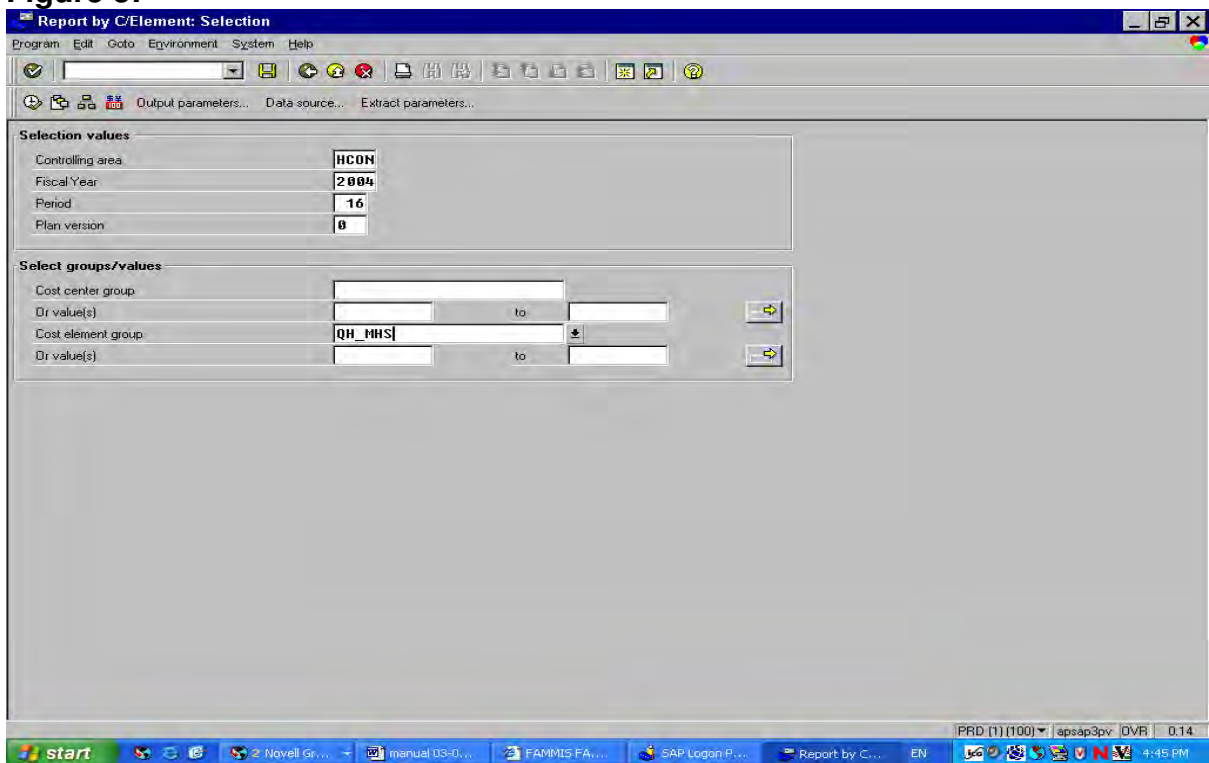 Report by C/Element: Selection
Program Edit Goto Environment System Help
Output parameters... Data source... Extract parameters...
Selection values
Controlling area HCON
Fiscal Year 2004
Period 16
Plan version 0
Select groups/values
Cost center group
Or value(s) to
Cost element group QH_MHS
Or value(s) to
PRD (1) (100) apsap3pv OVR 0.14
start 2 Novell Gr... manual 03-0... FAMMIS FA... SAP Logon P... Report by C... EN 4:45 PM